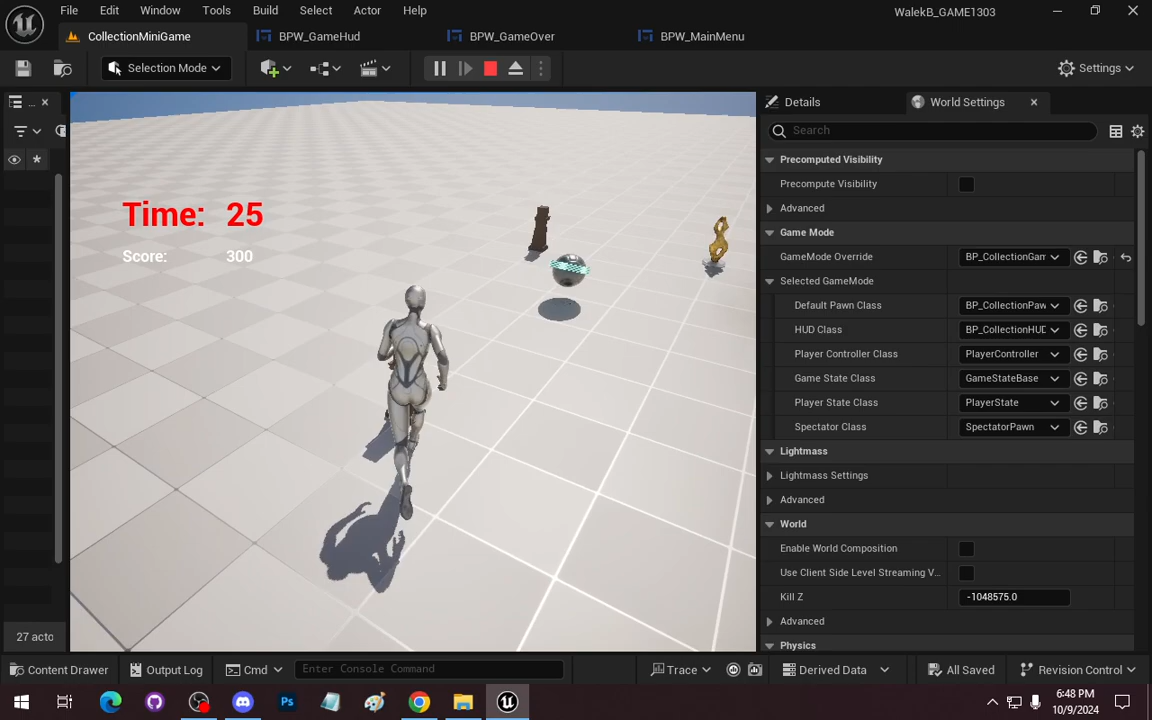 File Edit Window Tools Build Select Actor Help
WalekB_GAME1303
CollectionMiniGame
BPW_GameHud
BPW_GameOver
BPW_MainMenu
Selection Mode
Settings
...
Details
World Settings
Search
Precomputed Visibility
Precompute Visibility
Advanced
Game Mode
GameMode Override BP_CollectionGam
Selected GameMode
Default Pawn Class BP_CollectionPaw
HUD Class BP_CollectionHUD
Player Controller Class PlayerController
Game State Class GameStateBase
Player State Class PlayerState
Spectator Class SpectatorPawn
Lightmass
Lightmass Settings
Advanced
World
Enable World Composition
Use Client Side Level Streaming V...
Kill Z -1048575.0
Advanced
Physics
Time: 25
Score: 300
27 acto
Content Drawer
Output Log
Cmd
Enter Console Command
Trace
Derived Data
All Saved
Revision Control
6:48 PM
10/9/2024